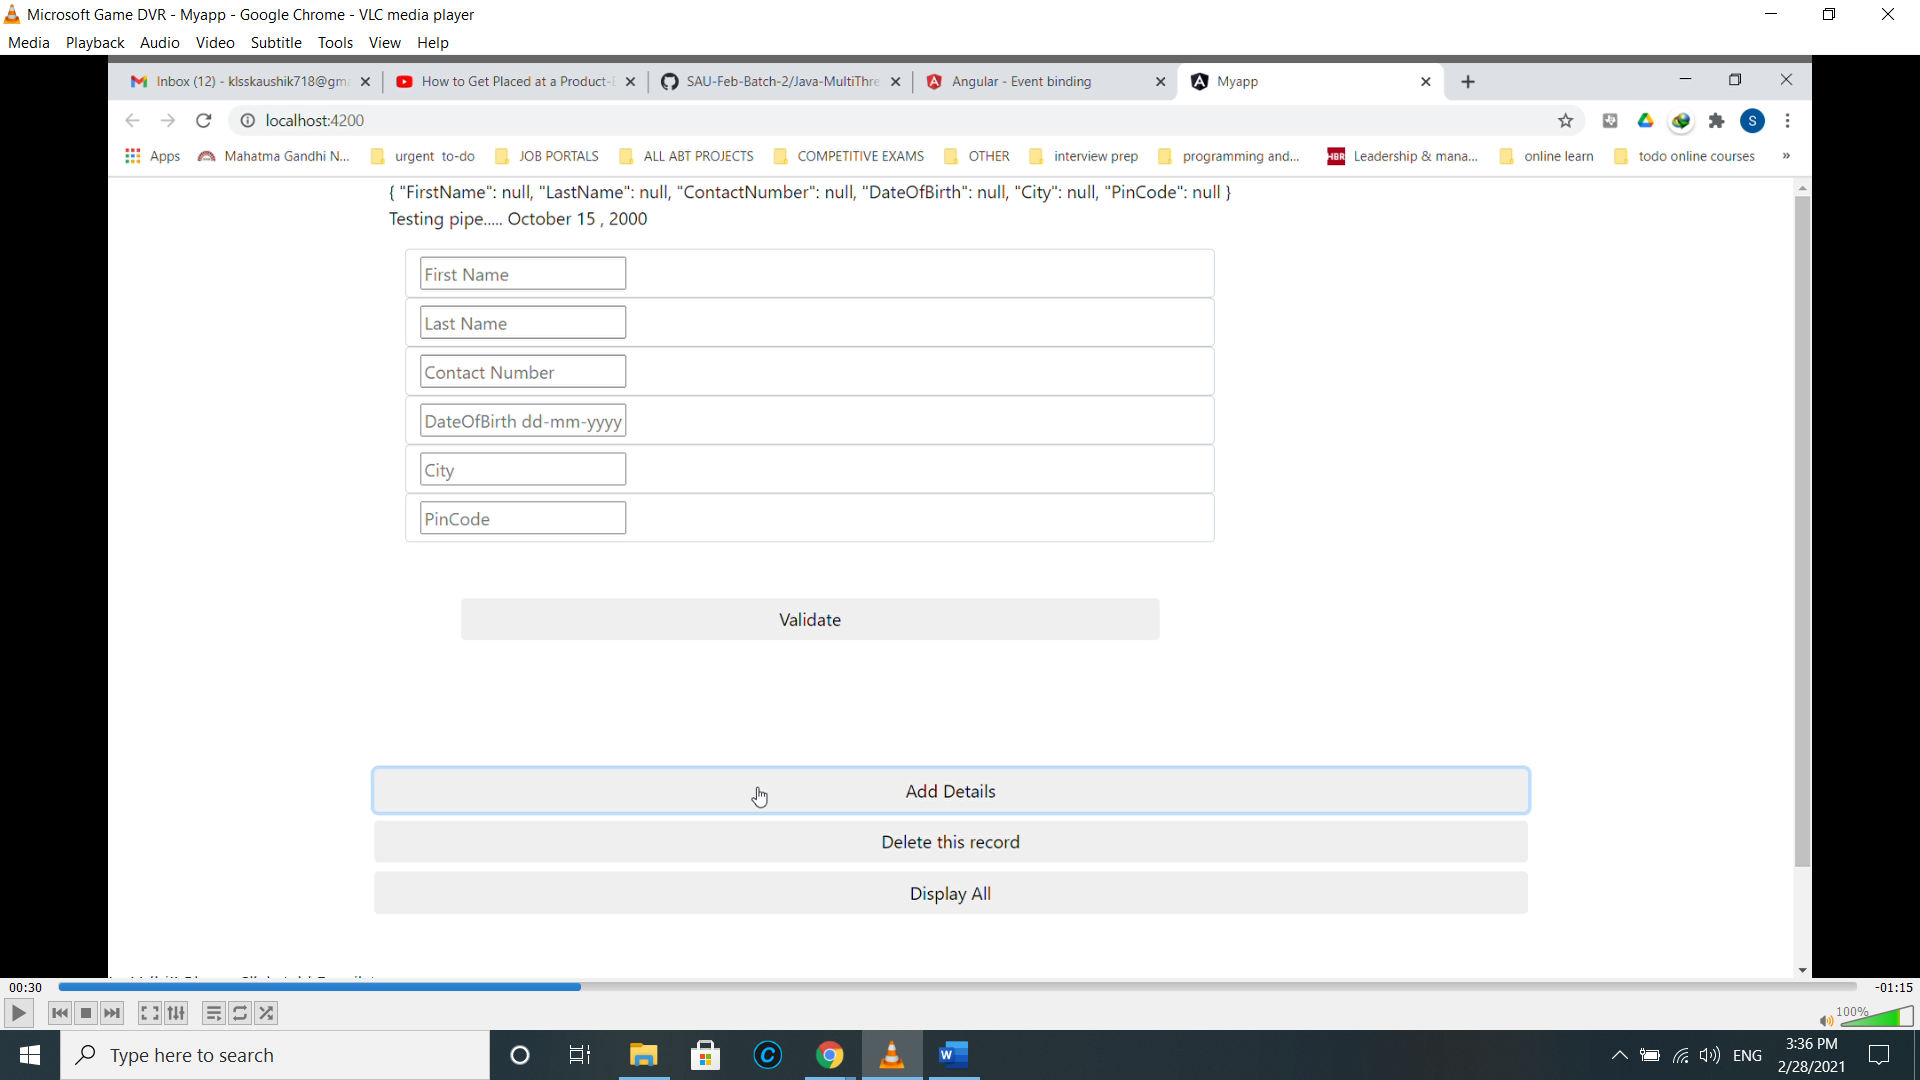 Microsoft Game DVR - Myapp - Google Chrome - VLC media player
Media Playback Audio Video Subtitle Tools View Help
Inbox (12) - klsskaushik718@gm How to Get Placed at a Product- SAU-Feb-Batch-2/Java-MultiThre Angular - Event binding Myapp
localhost:4200
S
Apps Mahatma Gandhi N... urgent to-do JOB PORTALS ALL ABT PROJECTS COMPETITIVE EXAMS OTHER interview prep programming and... HBR Leadership & mana... online learn todo online courses »
{ "FirstName": null, "LastName": null, "ContactNumber": null, "DateOfBirth": null, "City": null, "PinCode": null }
Testing pipe..... October 15 , 2000
First Name
Last Name
Contact Number
DateOfBirth dd-mm-yyyy
City
PinCode
Validate
Add Details
Delete this record
Display All
00:30
-01:15
100%
Type here to search
ENG
3:36 PM
2/28/2021